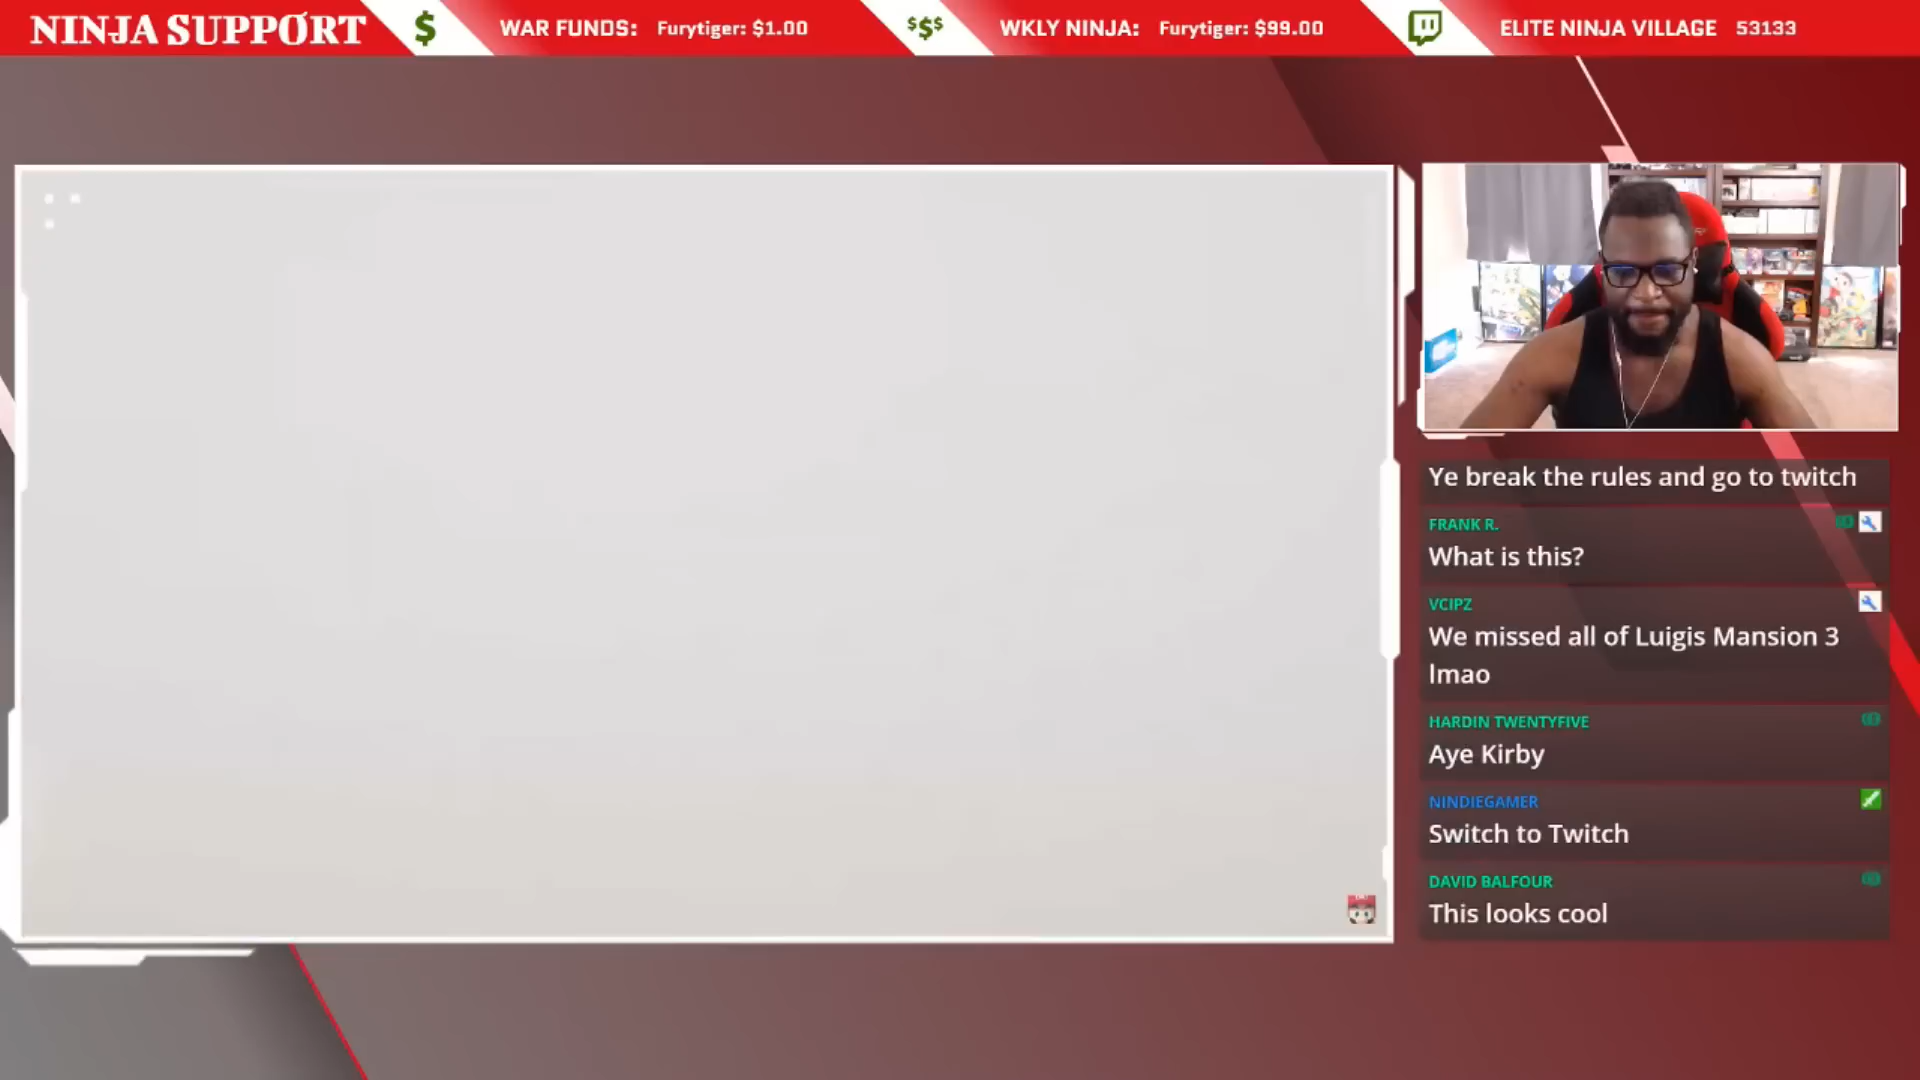 NINJA SUPPORT
$
WAR FUNDS: Furytiger: $1.00
$$$
WKLY NINJA: Furytiger: $99.00
ELITE NINJA VILLAGE 53133
Ye break the rules and go to twitch
FRANK R.
What is this?
VCIPZ
We missed all of Luigis Mansion 3
lmao
HARDIN TWENTYFIVE
Aye Kirby
NINDIEGAMER
Switch to Twitch
DAVID BALFOUR
This looks cool